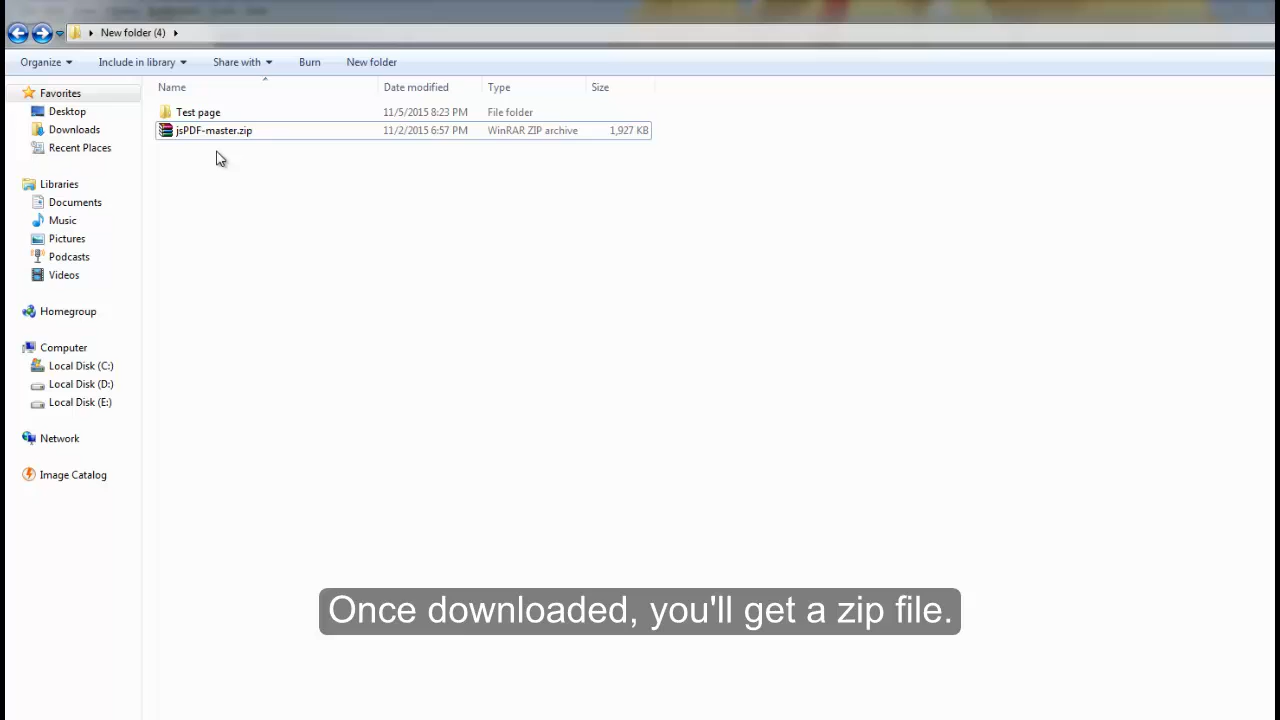 New folder (4)
Organize Include in library Share with Burn New folder
Name Date modified Type Size
Favorites
Desktop
Downloads
Recent Places
Libraries
Documents
Music
Pictures
Podcasts
Videos
Homegroup
Computer
Local Disk (C:)
Local Disk (D:)
Local Disk (E:)
Network
Image Catalog
Test page 11/5/2015 8:23 PM File folder
jsPDF-master.zip 11/2/2015 6:57 PM WinRAR ZIP archive 1,927 KB
Once downloaded, you'll get a zip file.